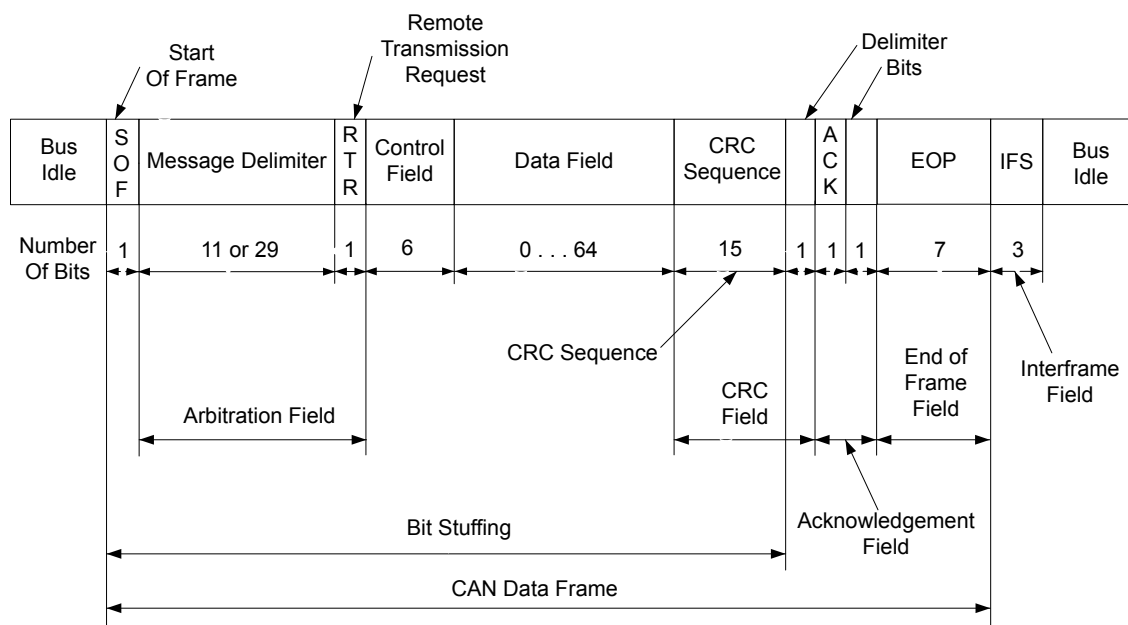 Start
Of Frame
Remote
Transmission
Request
Delimiter
Bits
Bus
Idle
S
O
F
Message Delimiter
R
T
R
Control
Field
Data Field
CRC
Sequence
A
C
K
EOP
IFS
Bus
Idle
Number
Of Bits
1
11 or 29
1
6
0 . . . 64
15
1
1
1
7
3
CRC Sequence
Interframe
Field
Arbitration Field
CRC
Field
End of
Frame
Field
Bit Stuffing
Acknowledgement
Field
CAN Data Frame